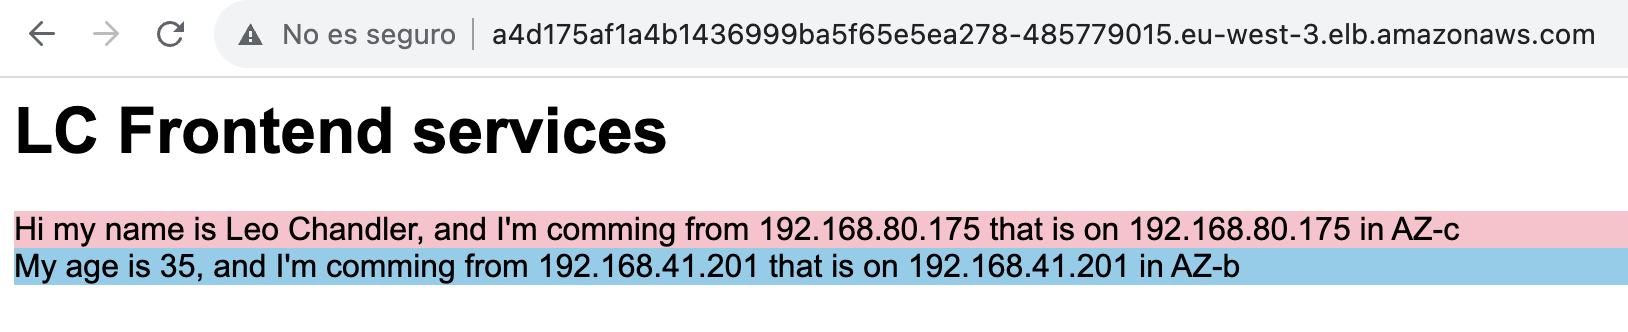 No es seguro a4d175af1a4b1436999ba5f65e5ea278-485779015.eu-west-3.elb.amazonaws.com
LC Frontend services
Hi my name is Leo Chandler, and I'm comming from 192.168.80.175 that is on 192.168.80.175 in AZ-c
My age is 35, and I'm comming from 192.168.41.201 that is on 192.168.41.201 in AZ-b